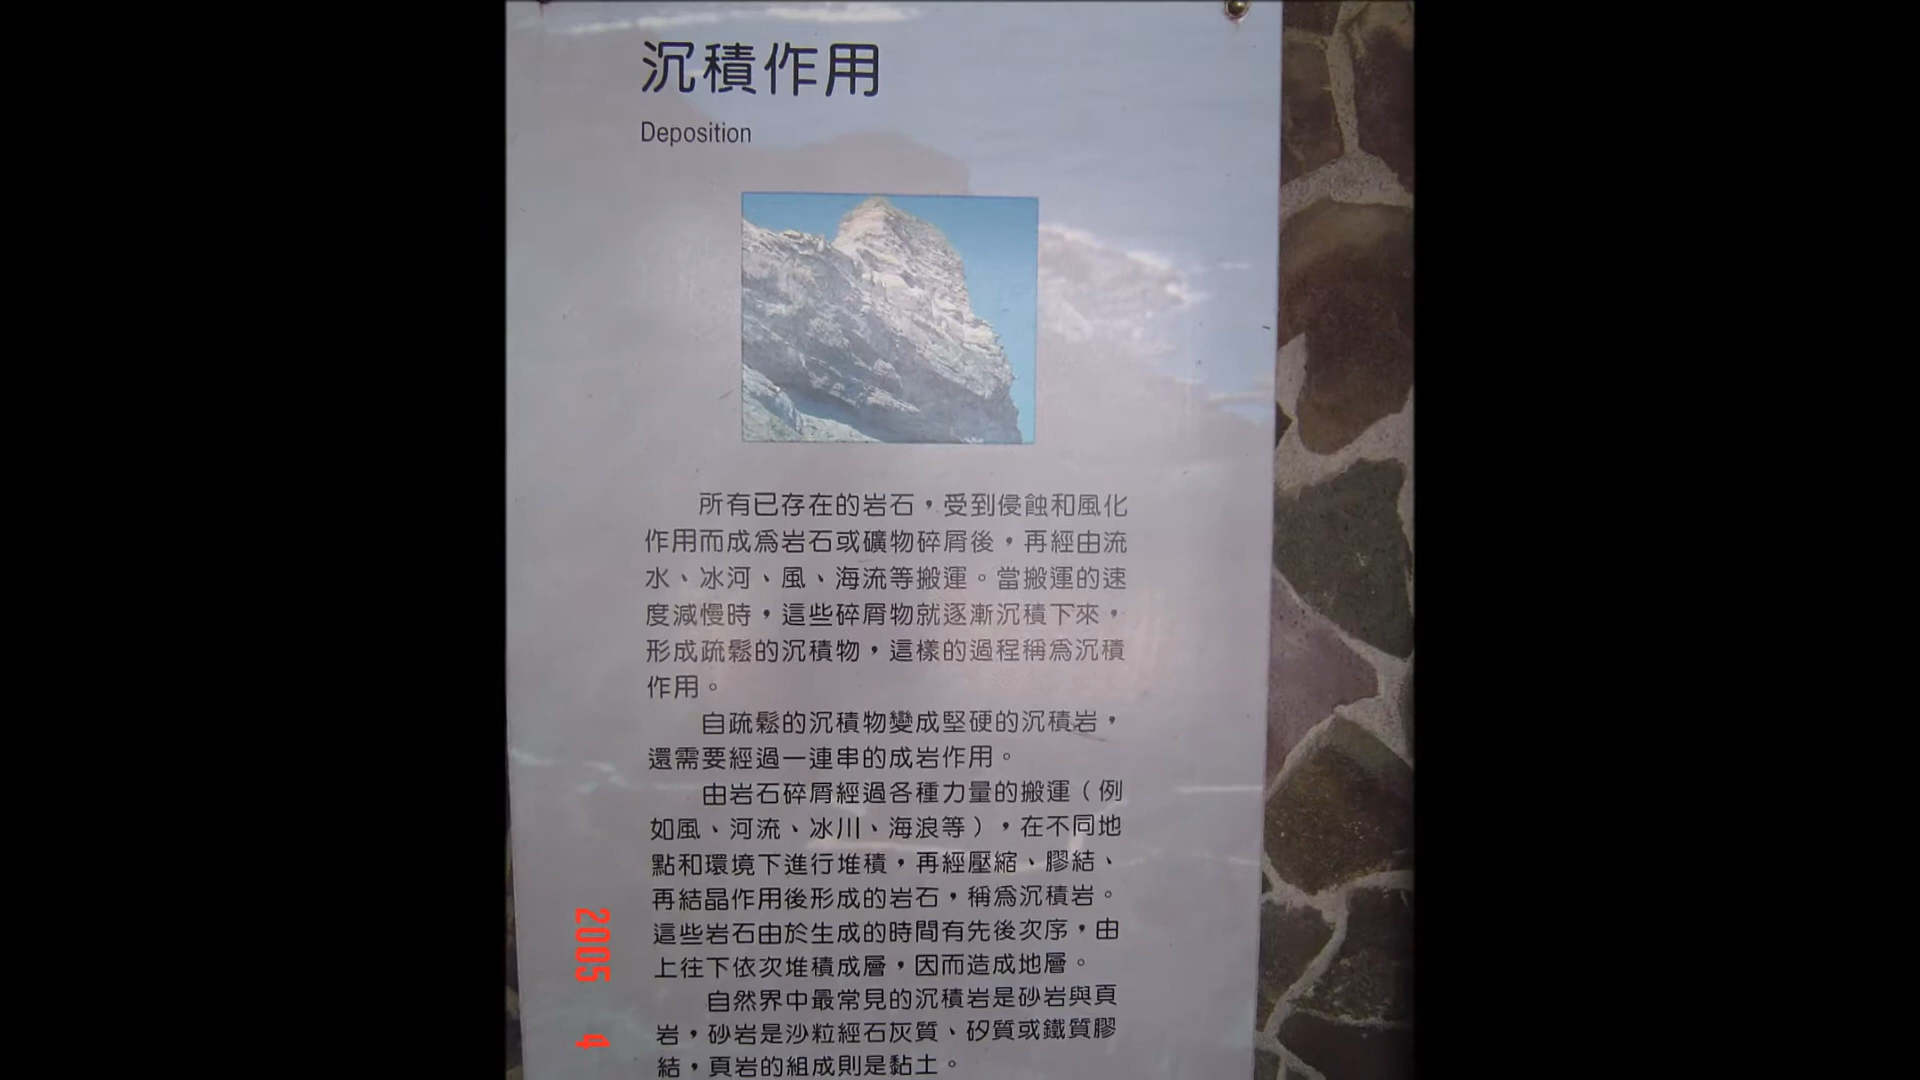 沉積作用
Deposition
所有已存在的岩石，受到侵蝕和風化
作用而成為岩石或礦物碎屑後，再經由流
水、冰河、風、海流等搬運。當搬運的速
度減慢時，這些碎屑物就逐漸沉積下來，
形成疏鬆的沉積物，這樣的過程稱為沉積
作用。
自疏鬆的沉積物變成堅硬的沉積岩，
還需要經過一連串的成岩作用。
由岩石碎屑經過各種力量的搬運（例
如風、河流、冰川、海浪等），在不同地
點和環境下進行堆積，再經壓縮、膠結、
再結晶作用後形成的岩石，稱為沉積岩。
這些岩石由於生成的時間有先後次序，由
上往下依次堆積成層，因而造成地層。
自然界中最常見的沉積岩是砂岩與頁
岩，砂岩是沙粒經石灰質、矽質或鐵質膠
結，頁岩的組成則是黏土。
2005 4